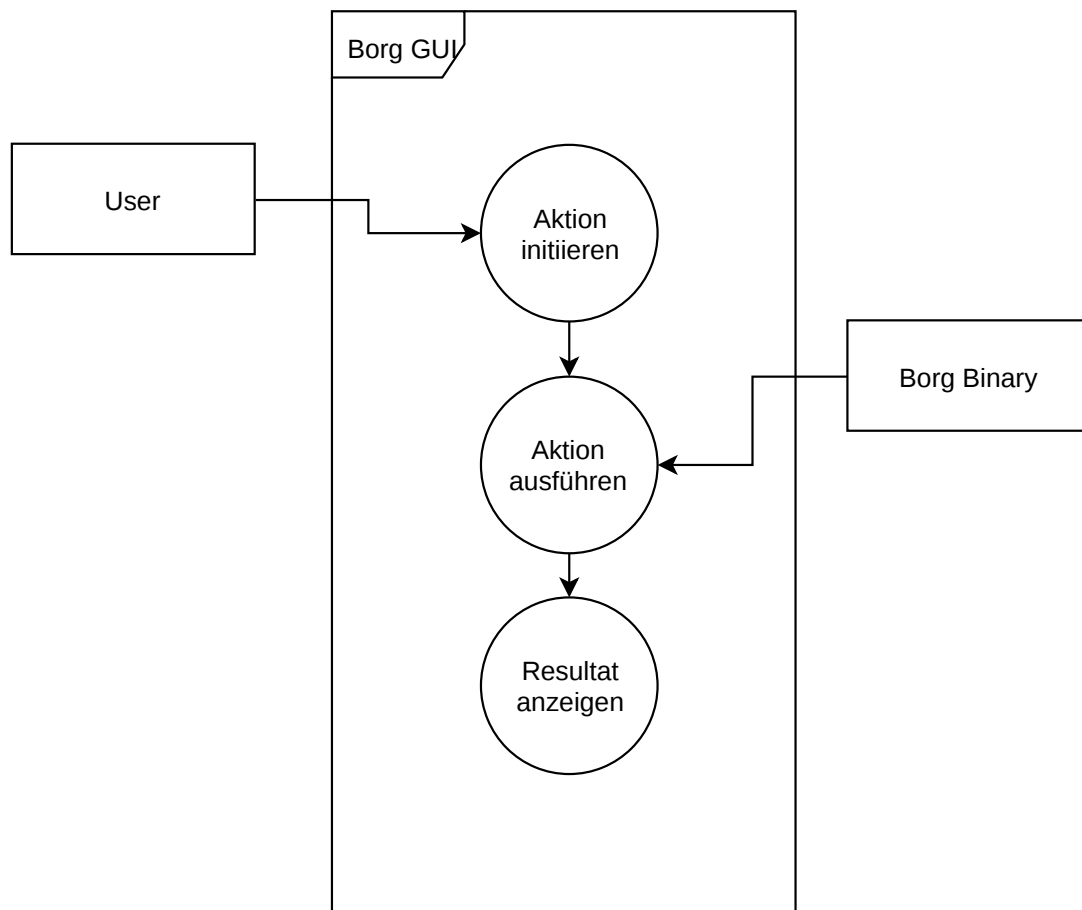 Borg GUI
User
Aktion
initiieren
Borg Binary
Aktion
ausführen
Resultat
anzeigen